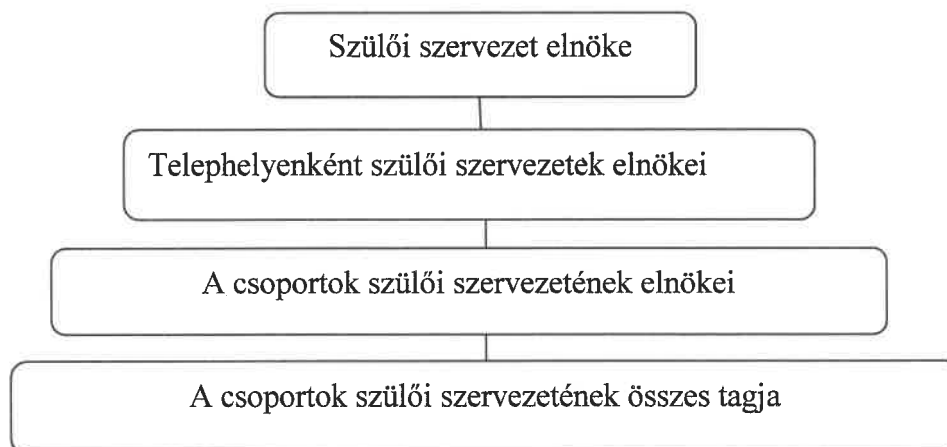 Szülői szervezet elnöke
Telephelyenként szülői szervezetek elnökei
A csoportok szülői szervezetének elnökei
A csoportok szülői szervezetének összes tagja